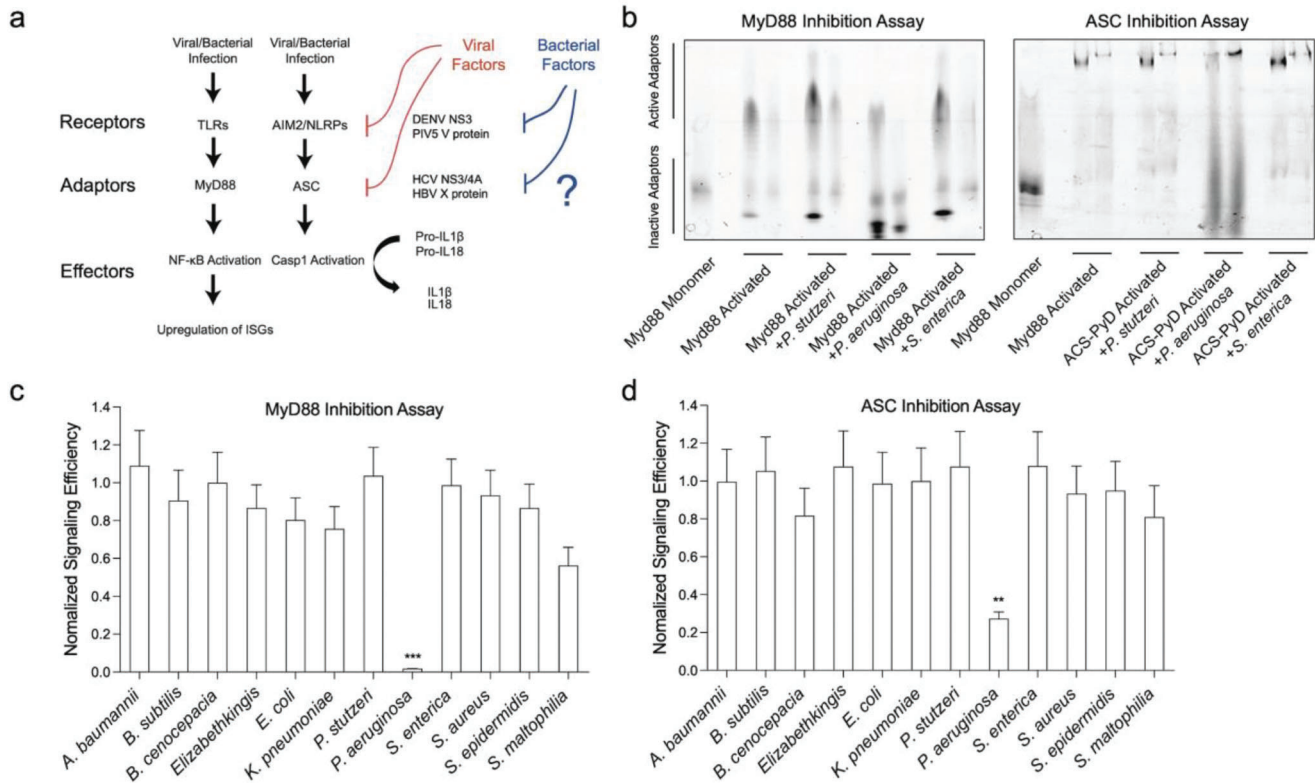 a
Viral/Bacterial
Infection
Viral/Bacterial
Infection
Viral
Factors
Bacterial
Factors
Receptors
TLRs
AIM2/NLRPs
DENV NS3
PIV5 V protein
Adaptors
MyD88
ASC
HCV NS3/4A
HBV X protein
?
Effectors
NF-κB Activation
Casp1 Activation
Pro-IL1β
Pro-IL18
IL1β
IL18
Upregulation of ISGs
b
MyD88 Inhibition Assay
ASC Inhibition Assay
Active Adaptors
Inactive Adaptors
Myd88 Monomer
Myd88 Activated
Myd88 Activated
+P. stutzeri
Myd88 Activated
+P. aeruginosa
Myd88 Activated
+S. enterica
Myd88 Monomer
Myd88 Activated
ACS-PyD Activated
+P. stutzeri
ACS-PyD Activated
+P. aeruginosa
ACS-PyD Activated
+S. enterica
c
MyD88 Inhibition Assay
Nomalized Signaling Efficiency
1.4
1.2
1.0
0.8
0.6
0.4
0.2
0.0
***
A. baumannii
B. subtilis
B. cenocepacia
Elizabethkingis
E. coli
K. pneumoniae
P. stutzeri
P. aeruginosa
S. enterica
S. aureus
S. epidermidis
S. maltophilia
d
ASC Inhibition Assay
Nomalized Signaling Efficiency
1.4
1.2
1.0
0.8
0.6
0.4
0.2
0.0
**
A. baumannii
B. subtilis
B. cenocepacia
Elizabethkingis
E. coli
K. pneumoniae
P. stutzeri
P. aeruginosa
S. enterica
S. aureus
S. epidermidis
S. maltophilia